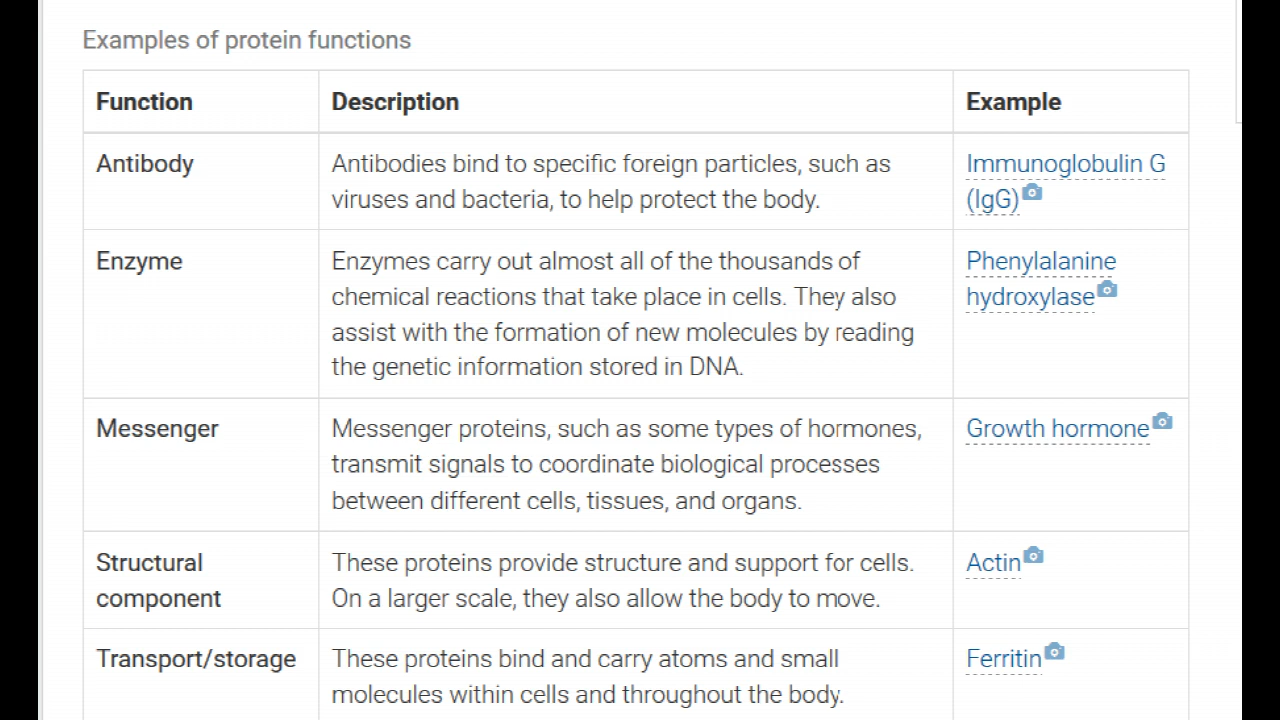 Examples of protein functions
Function Description Example
Antibody Antibodies bind to specific foreign particles, such as Immunoglobulin G
viruses and bacteria, to help protect the body. (IgG)
Enzyme Enzymes carry out almost all of the thousands of Phenylalanine
chemical reactions that take place in cells. They also hydroxylase
assist with the formation of new molecules by reading
the genetic information stored in DNA.
Messenger Messenger proteins, such as some types of hormones, Growth hormone
transmit signals to coordinate biological processes
between different cells, tissues, and organs.
Structural These proteins provide structure and support for cells. Actin
component On a larger scale, they also allow the body to move.
Transport/storage These proteins bind and carry atoms and small Ferritin
molecules within cells and throughout the body.